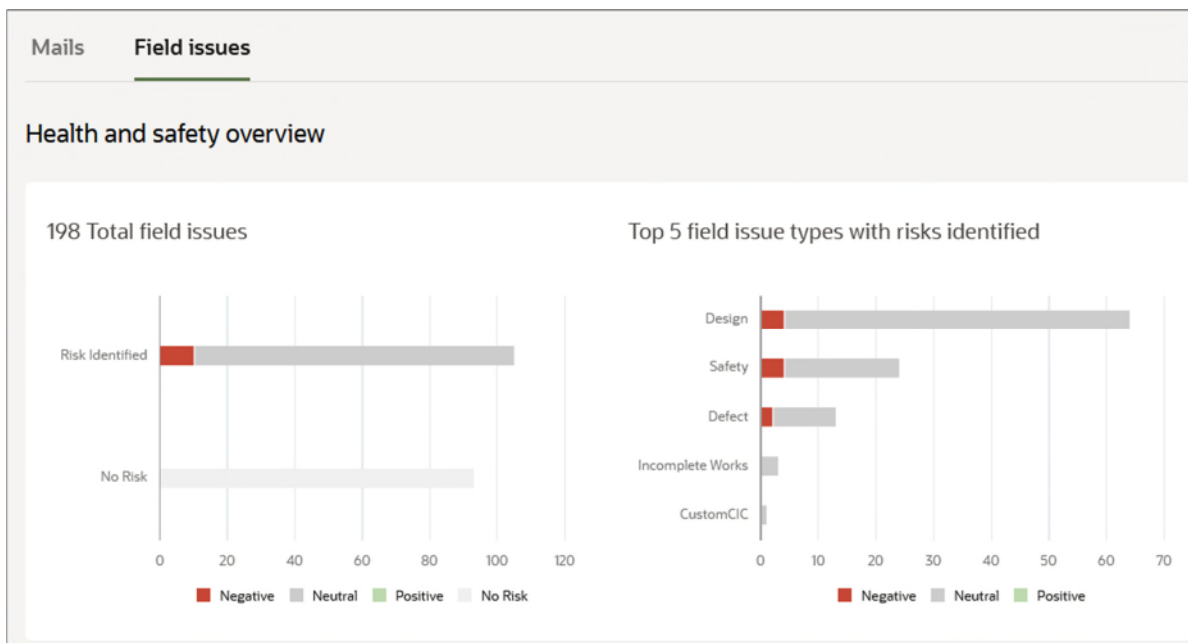 Mails Field issues
Health and safety overview
198 Total field issues
Risk Identified
No Risk
0 20 40 60 80 100 120
Negative Neutral Positive No Risk
Top 5 field issue types with risks identified
Design
Safety
Defect
Incomplete Works
CustomCIC
0 10 20 30 40 50 60 70
Negative Neutral Positive